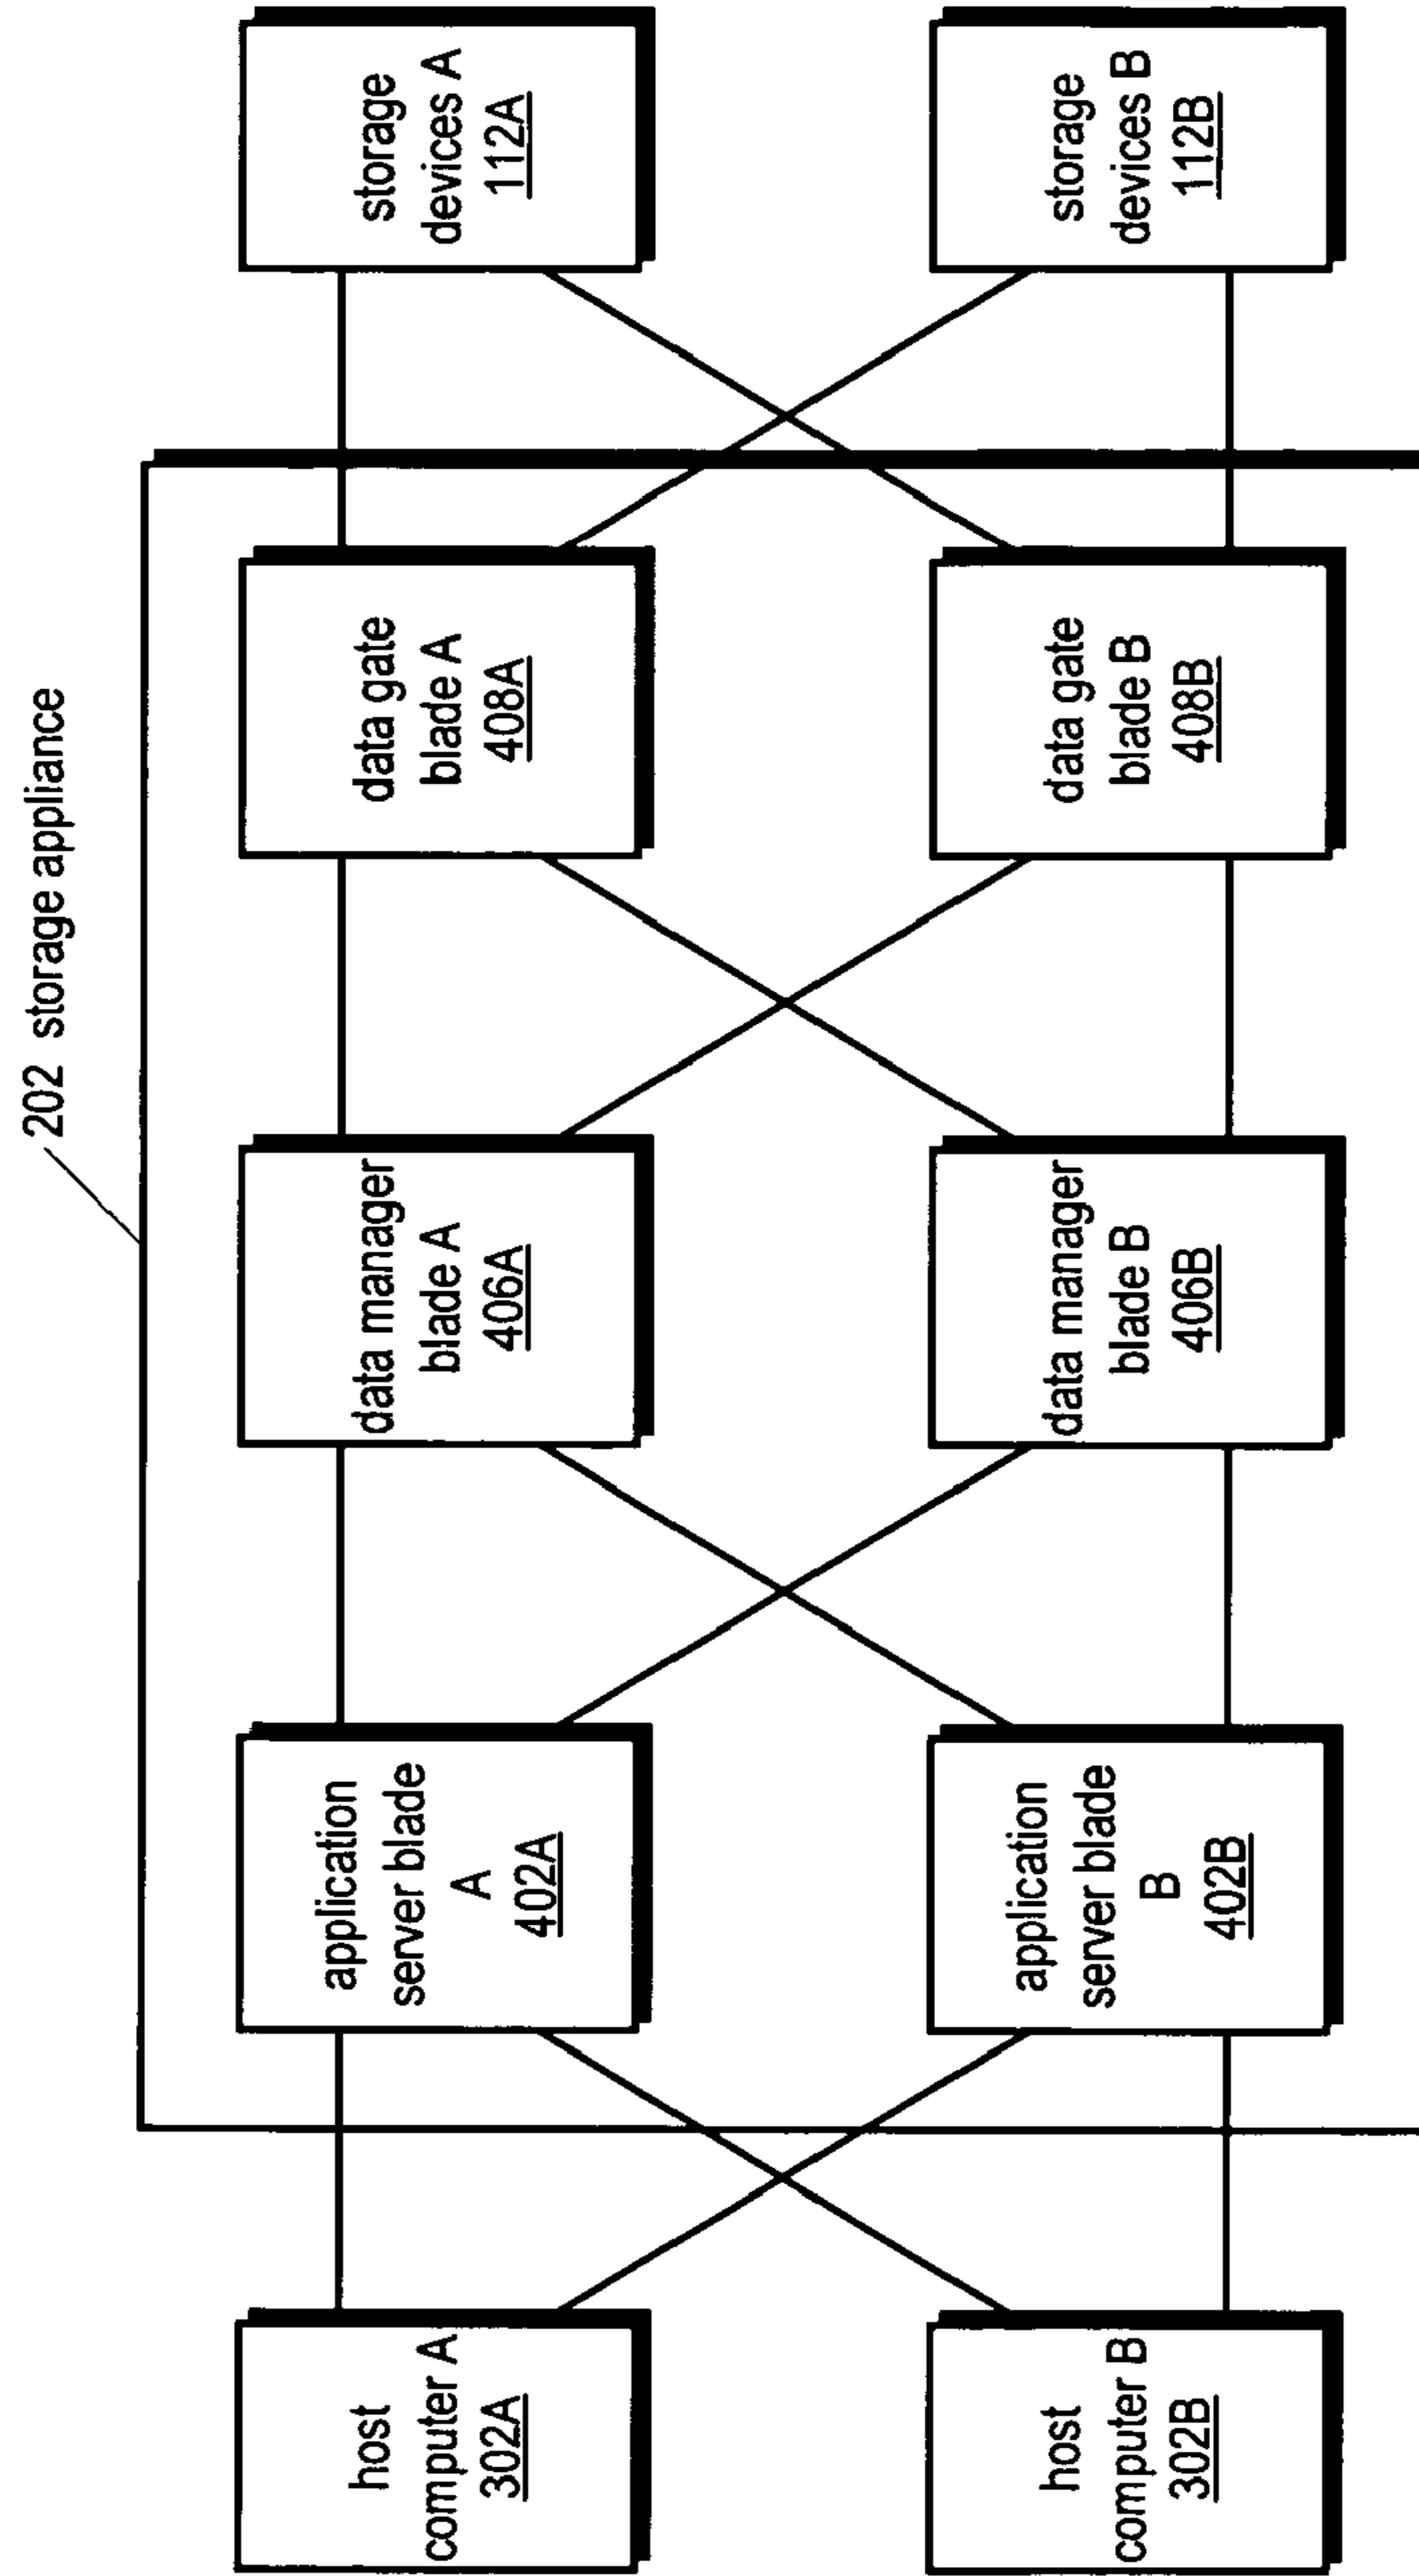 202 storage appliance
host
computer A
302A
application
server blade
A
402A
data manager
blade A
406A
data gate
blade A
408A
storage
devices A
112A
host
computer B
302B
application
server blade
B
402B
data manager
blade B
406B
data gate
blade B
408B
storage
devices B
112B